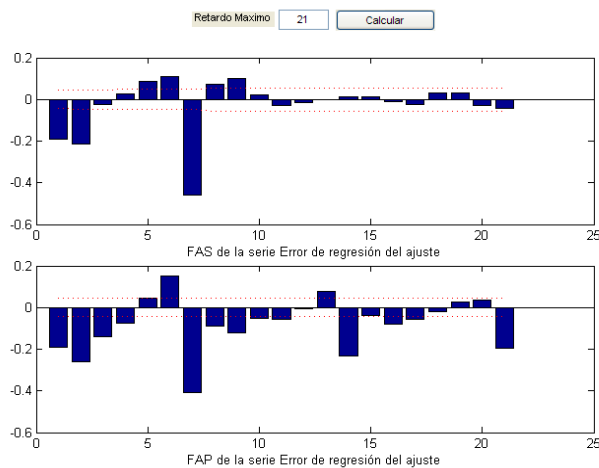 Retardo Maximo 21 Calcular
0.2
0
-0.2
-0.4
-0.6
0 5 10 15 20 25
FAS de la serie Error de regresión del ajuste
0.2
0
-0.2
-0.4
-0.6
0 5 10 15 20 25
FAP de la serie Error de regresión del ajuste